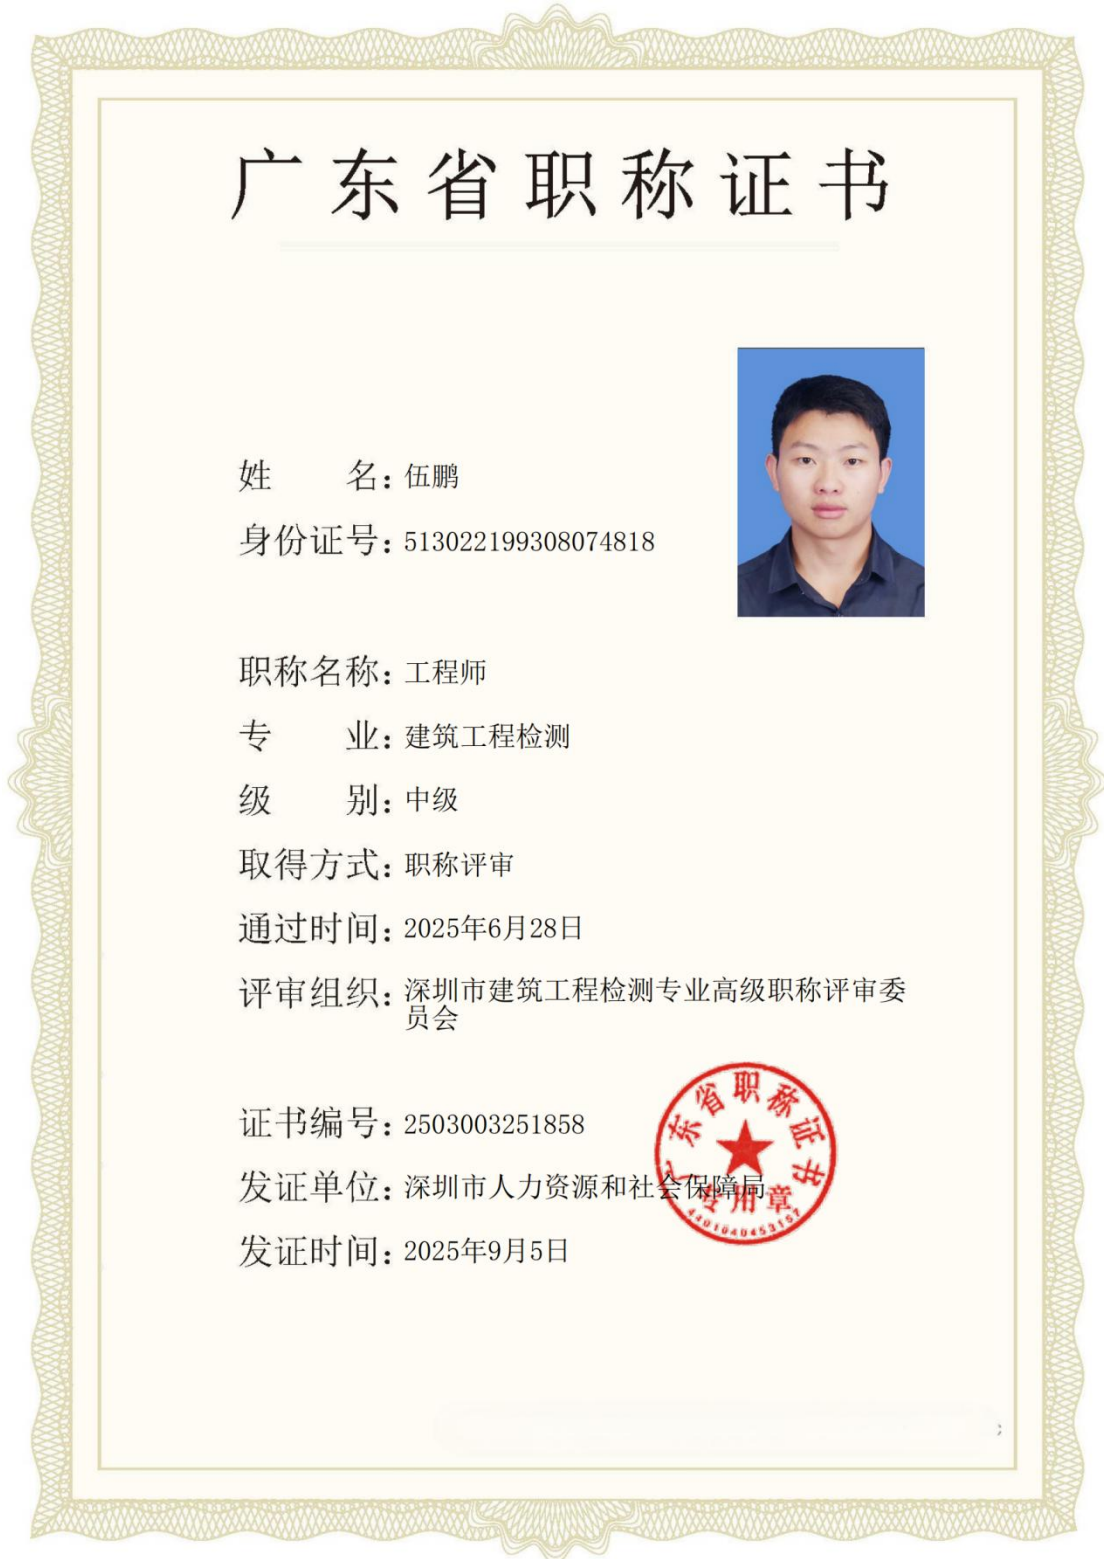 广东省职称证书
姓　　名：伍鹏
身份证号：513022199308074818
职称名称：工程师
专　　业：建筑工程检测
级　　别：中级
取得方式：职称评审
通过时间：2025年6月28日
评审组织：深圳市建筑工程检测专业高级职称评审委
员会
证书编号：2503003251858
发证单位：深圳市人力资源和社会保障局
发证时间：2025年9月5日
广东省职称证书
专用章
4401040453157